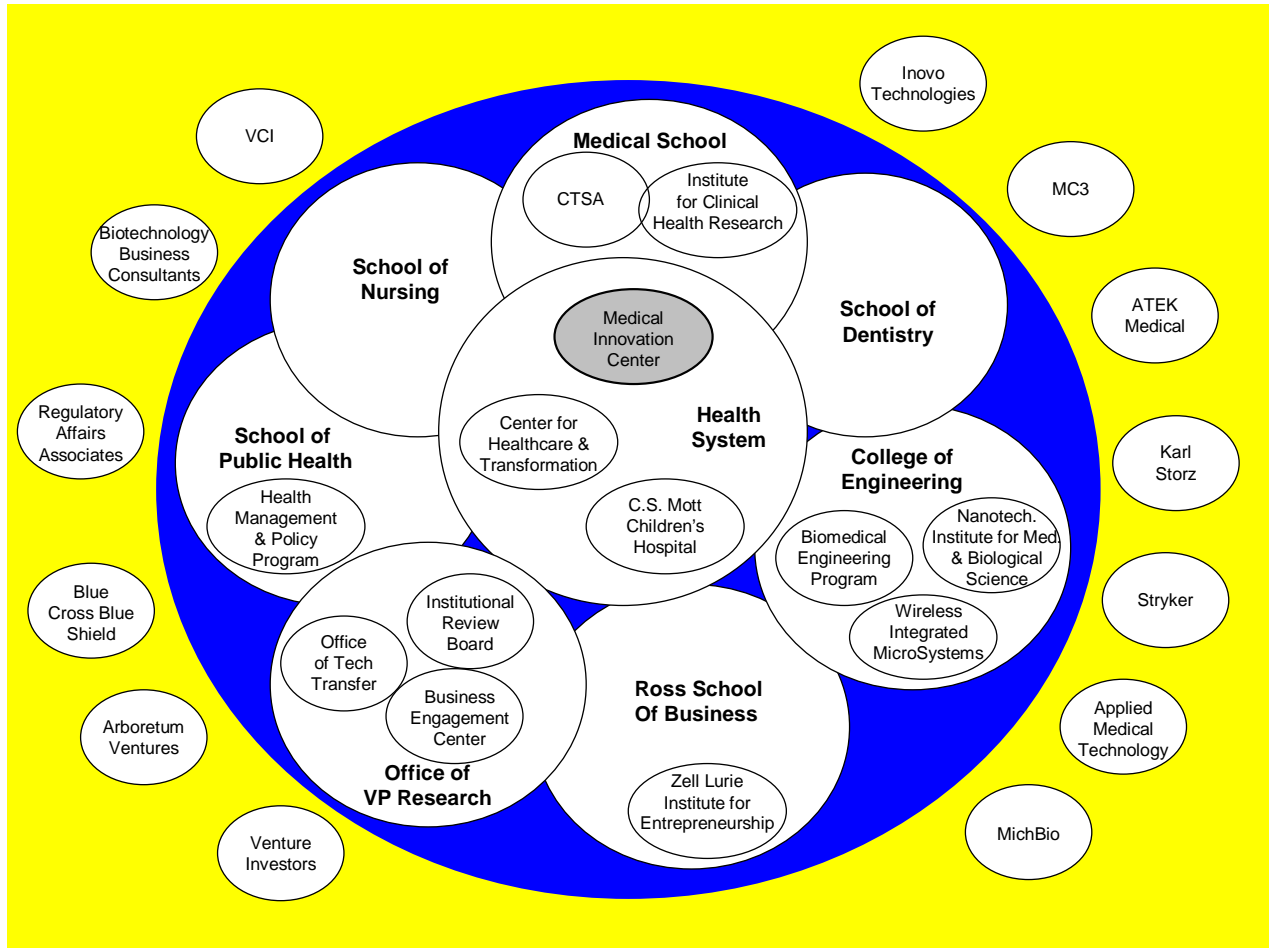 Inovo
Technologies
VCI
Medical School
MC3
CTSA
Institute
for Clinical
Health Research
Biotechnology
Business
Consultants
School of
Nursing
School of
Dentistry
ATEK
Medical
Medical
Innovation
Center
Regulatory
Affairs
Associates
School of
Public Health
Center for
Healthcare &
Transformation
Health
System
College of
Engineering
Karl
Storz
Health
Management
& Policy
Program
C.S. Mott
Children's
Hospital
Biomedical
Engineering
Program
Nanotech.
Institute for Med.
& Biological
Science
Blue
Cross Blue
Shield
Institutional
Review
Board
Wireless
Integrated
MicroSystems
Stryker
Office
of Tech
Transfer
Business
Engagement
Center
Ross School
Of Business
Arboretum
Ventures
Applied
Medical
Technology
Office of
VP Research
Zell Lurie
Institute for
Entrepreneurship
Venture
Investors
MichBio